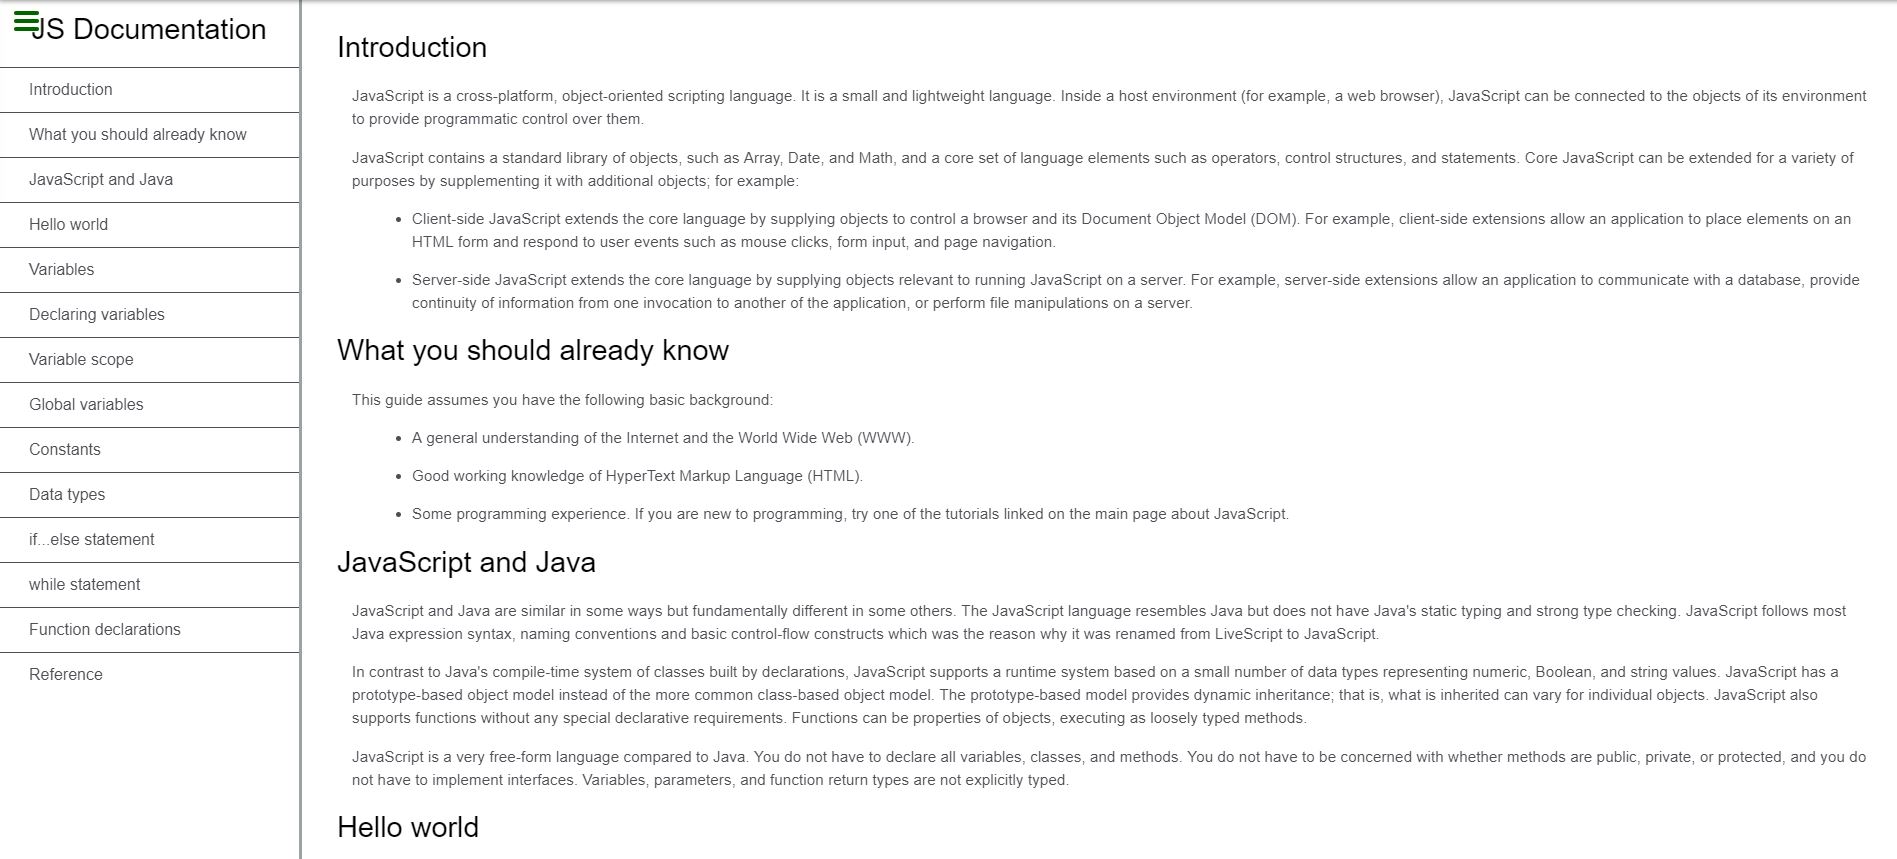 JS Documentation
Introduction
What you should already know
JavaScript and Java
Hello world
Variables
Declaring variables
Variable scope
Global variables
Constants
Data types
if...else statement
while statement
Function declarations
Reference
Introduction
JavaScript is a cross-platform, object-oriented scripting language. It is a small and lightweight language. Inside a host environment (for example, a web browser), JavaScript can be connected to the objects of its environment
to provide programmatic control over them.
JavaScript contains a standard library of objects, such as Array, Date, and Math, and a core set of language elements such as operators, control structures, and statements. Core JavaScript can be extended for a variety of
purposes by supplementing it with additional objects; for example:
• Client-side JavaScript extends the core language by supplying objects to control a browser and its Document Object Model (DOM). For example, client-side extensions allow an application to place elements on an
HTML form and respond to user events such as mouse clicks, form input, and page navigation.
• Server-side JavaScript extends the core language by supplying objects relevant to running JavaScript on a server. For example, server-side extensions allow an application to communicate with a database, provide
continuity of information from one invocation to another of the application, or perform file manipulations on a server.
What you should already know
This guide assumes you have the following basic background:
• A general understanding of the Internet and the World Wide Web (WWW).
• Good working knowledge of HyperText Markup Language (HTML).
• Some programming experience. If you are new to programming, try one of the tutorials linked on the main page about JavaScript.
JavaScript and Java
JavaScript and Java are similar in some ways but fundamentally different in some others. The JavaScript language resembles Java but does not have Java's static typing and strong type checking. JavaScript follows most
Java expression syntax, naming conventions and basic control-flow constructs which was the reason why it was renamed from LiveScript to JavaScript.
In contrast to Java's compile-time system of classes built by declarations, JavaScript supports a runtime system based on a small number of data types representing numeric, Boolean, and string values. JavaScript has a
prototype-based object model instead of the more common class-based object model. The prototype-based model provides dynamic inheritance; that is, what is inherited can vary for individual objects. JavaScript also
supports functions without any special declarative requirements. Functions can be properties of objects, executing as loosely typed methods.
JavaScript is a very free-form language compared to Java. You do not have to declare all variables, classes, and methods. You do not have to be concerned with whether methods are public, private, or protected, and you do
not have to implement interfaces. Variables, parameters, and function return types are not explicitly typed.
Hello world